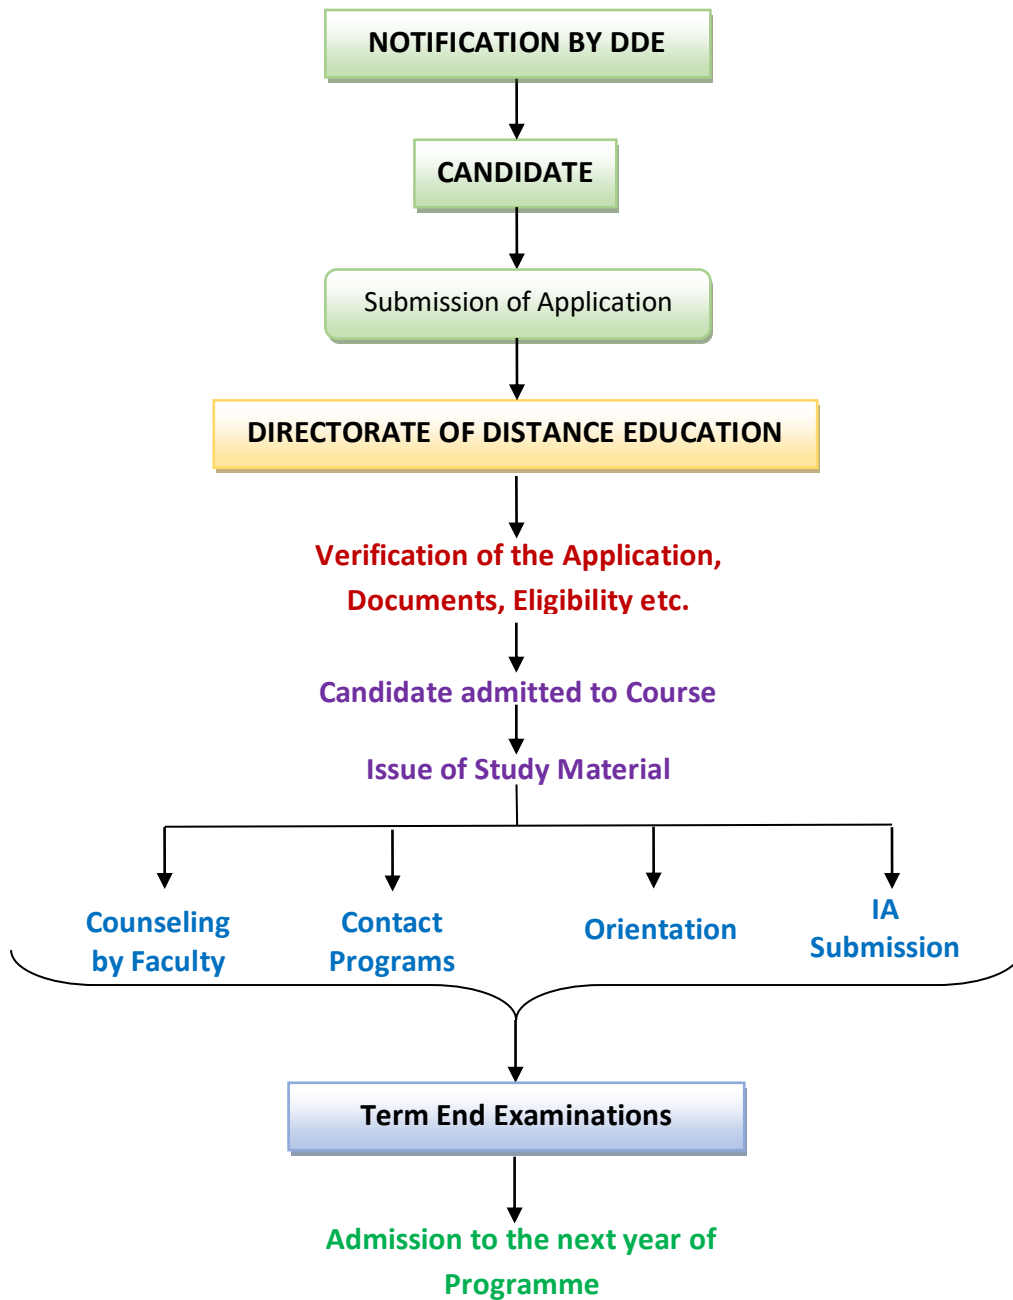 NOTIFICATION BY DDE
CANDIDATE
Submission of Application
DIRECTORATE OF DISTANCE EDUCATION
Verification of the Application,
Documents, Eligibility etc.
Candidate admitted to Course
Issue of Study Material
Counseling
by Faculty
Contact
Programs
Orientation
IA
Submission
Term End Examinations
Admission to the next year of
Programme